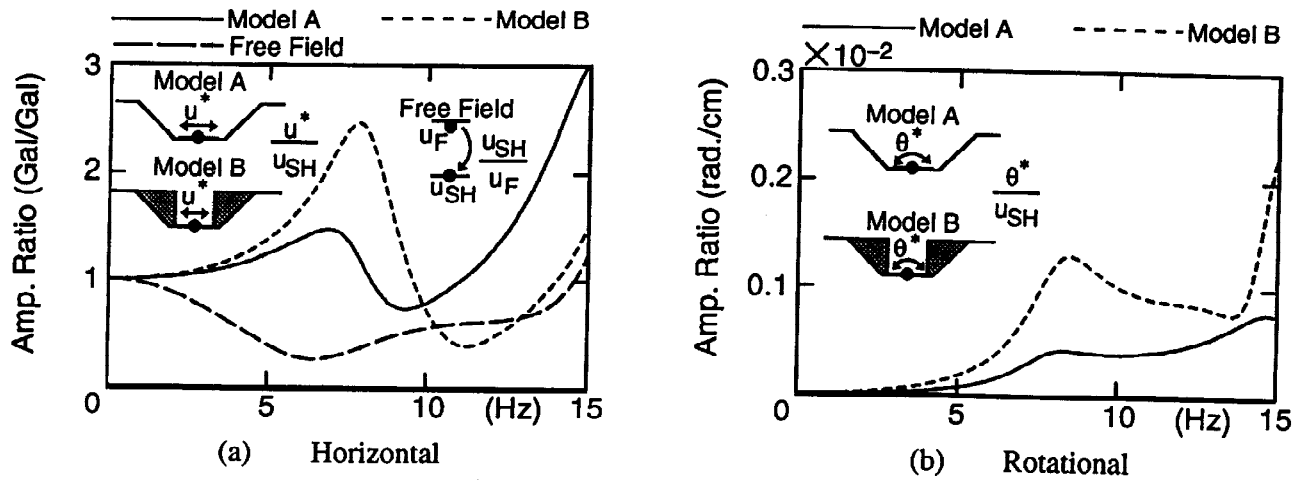 Model A
Model B
Free Field
Amp. Ratio (Gal/Gal)
3
2
1
0
5
10
(Hz)
15
Model A
u*
u*
uSH
Model B
u*
Free Field
uF
uSH
uF
uSH
(a) Horizontal
Model A
Model B
×10-2
Amp. Ratio (rad./cm)
0.3
0.2
0.1
0
5
10
(Hz)
15
Model A
θ*
θ*
uSH
Model B
θ*
(b) Rotational